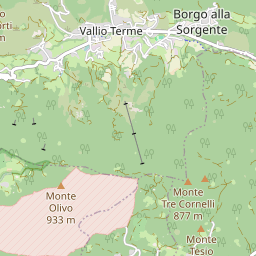 Borgo alla
Sorgente
Vallio Terme
Monte
Olivo
933 m
Monte
Tre Cornelli
877 m
Monte
Tesio